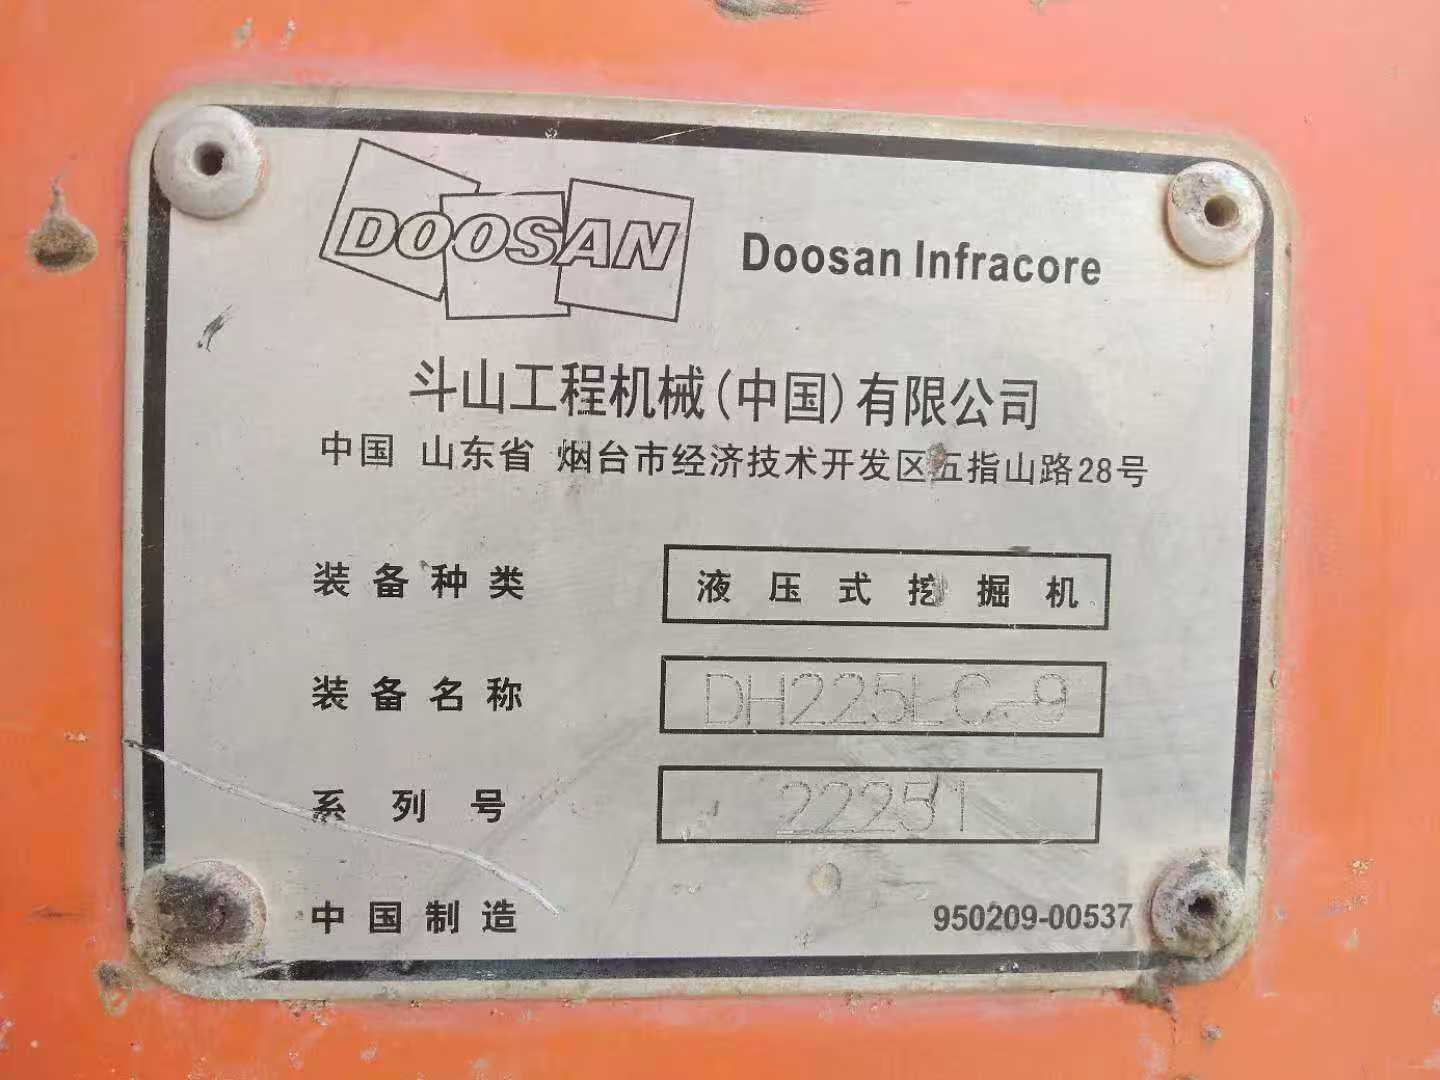 DOOSAN Doosan Infracore
斗山工程机械(中国)有限公司
中国 山东省 烟台市经济技术开发区五指山路28号
装备种类 液压式挖掘机
装备名称 DH225LC-9
系列号 22251
中国制造 950209-00537